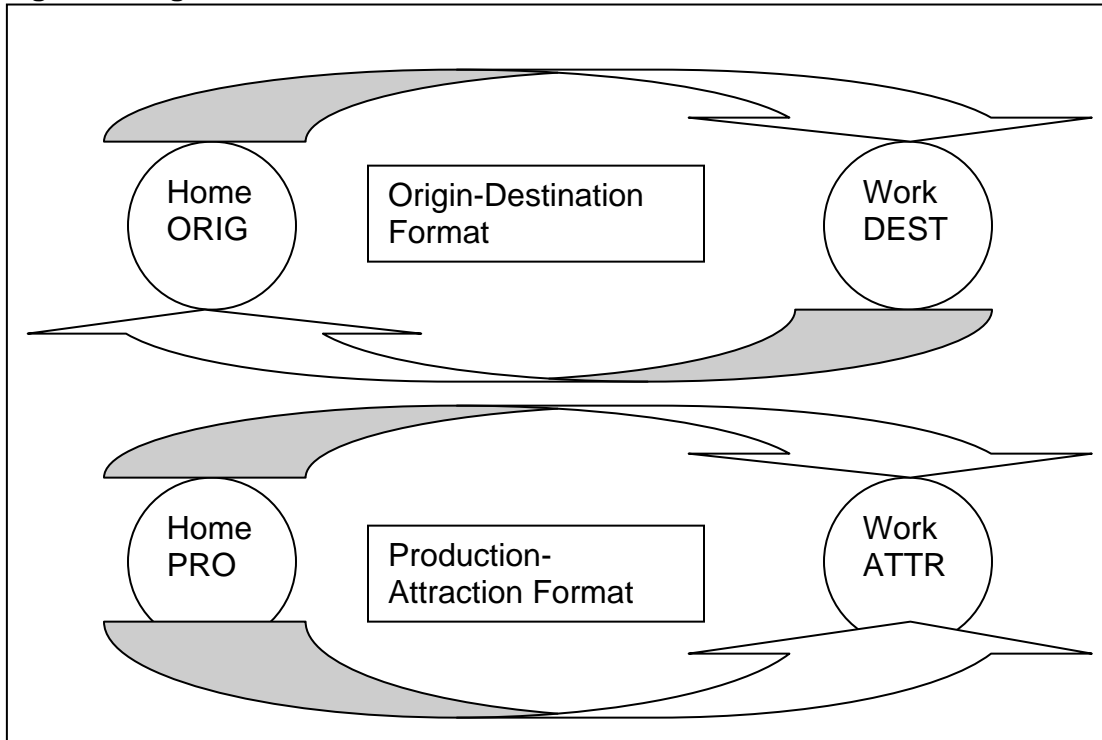 Home
ORIG
Origin-Destination
Format
Work
DEST
Home
PRO
Production-
Attraction Format
Work
ATTR